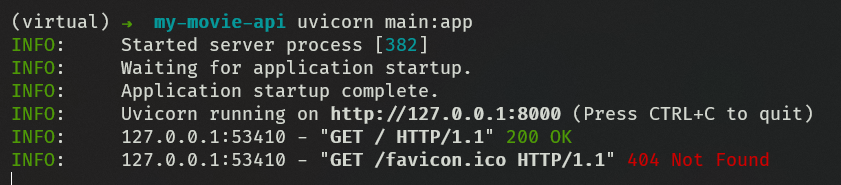 (virtual) → my-movie-api uvicorn main:app
INFO:     Started server process [382]
INFO:     Waiting for application startup.
INFO:     Application startup complete.
INFO:     Uvicorn running on http://127.0.0.1:8000 (Press CTRL+C to quit)
INFO:     127.0.0.1:53410 - "GET / HTTP/1.1" 200 OK
INFO:     127.0.0.1:53410 - "GET /favicon.ico HTTP/1.1" 404 Not Found